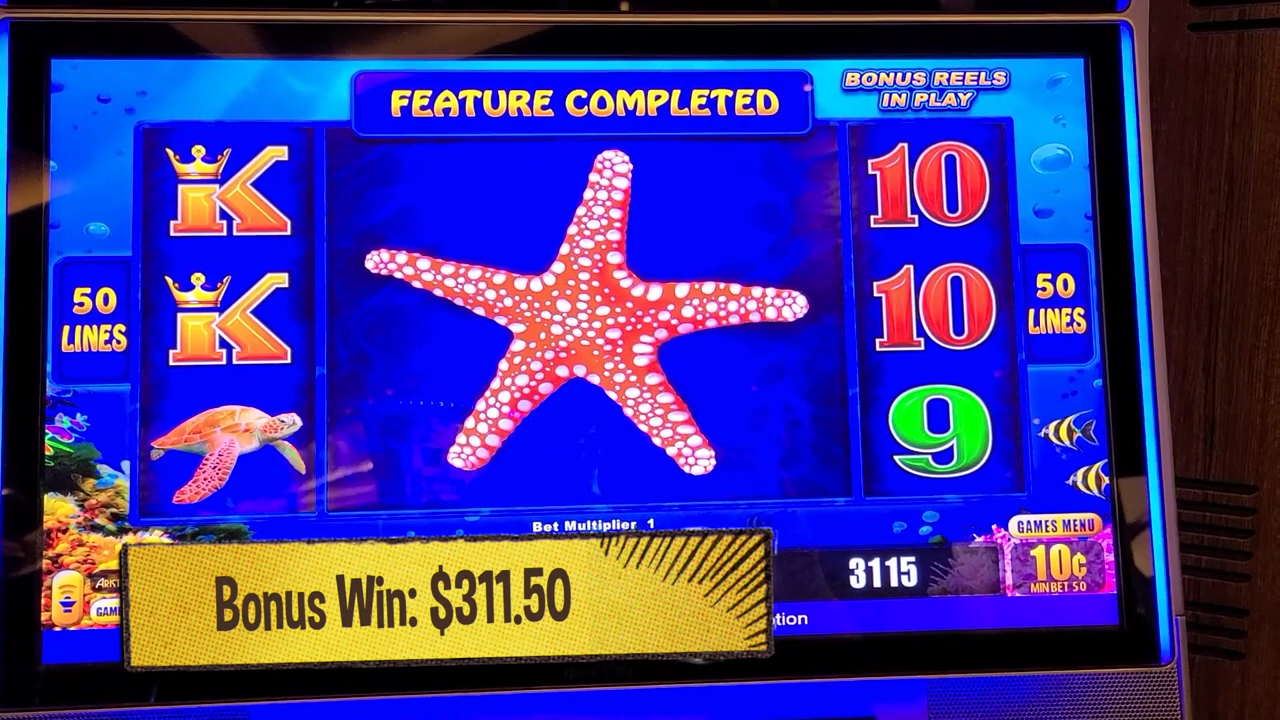 FEATURE COMPLETED
BONUS REELS
IN PLAY
K
10
K
10
50
LINES
50
LINES
9
Bet Multiplier 1
GAMES MENU
3115
10¢
MIN BET 50
Bonus Win: $311.50